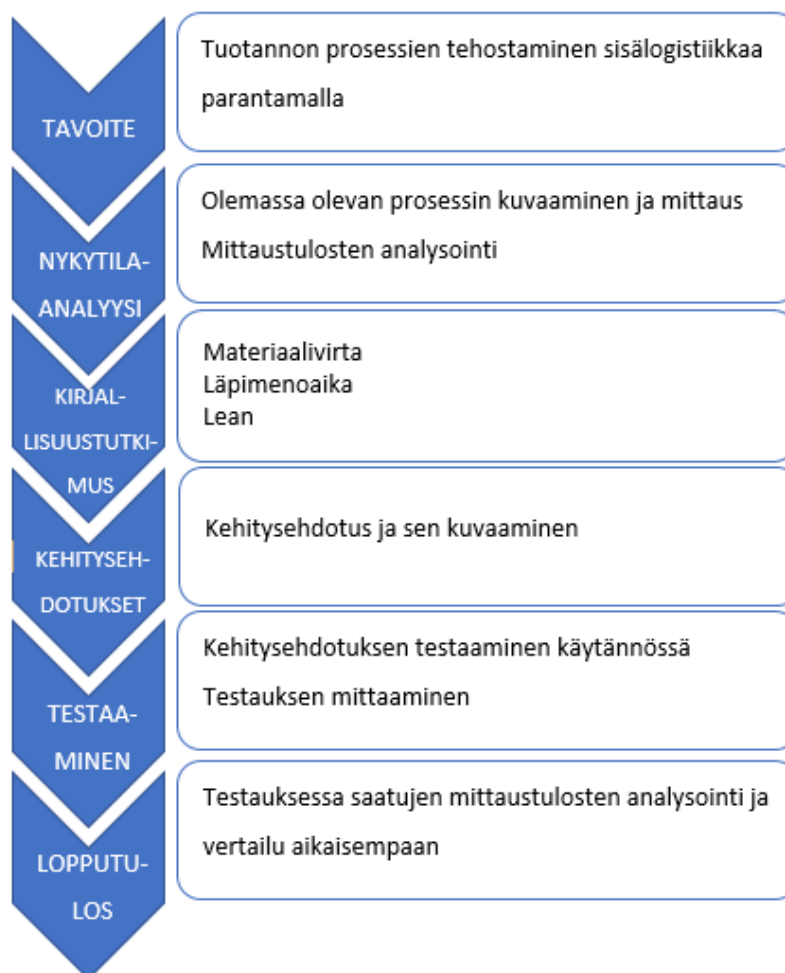 TAVOITE
Tuotannon prosessien tehostaminen sisälogistiikkaa
parantamalla
NYKYTILA-
ANALYYSI
Olemassa olevan prosessin kuvaaminen ja mittaus
Mittaustulosten analysointi
KIRJAL-
LISUUSTUTKI-
MUS
Materiaalivirta
Läpimenoaika
Lean
KEHITYSEH-
DOTUKSET
Kehitysehdotus ja sen kuvaaminen
TESTAA-
MINEN
Kehitysehdotuksen testaaminen käytännössä
Testauksen mittaaminen
LOPPUTU-
LOS
Testauksessa saatujen mittaustulosten analysointi ja
vertailu aikaisempaan